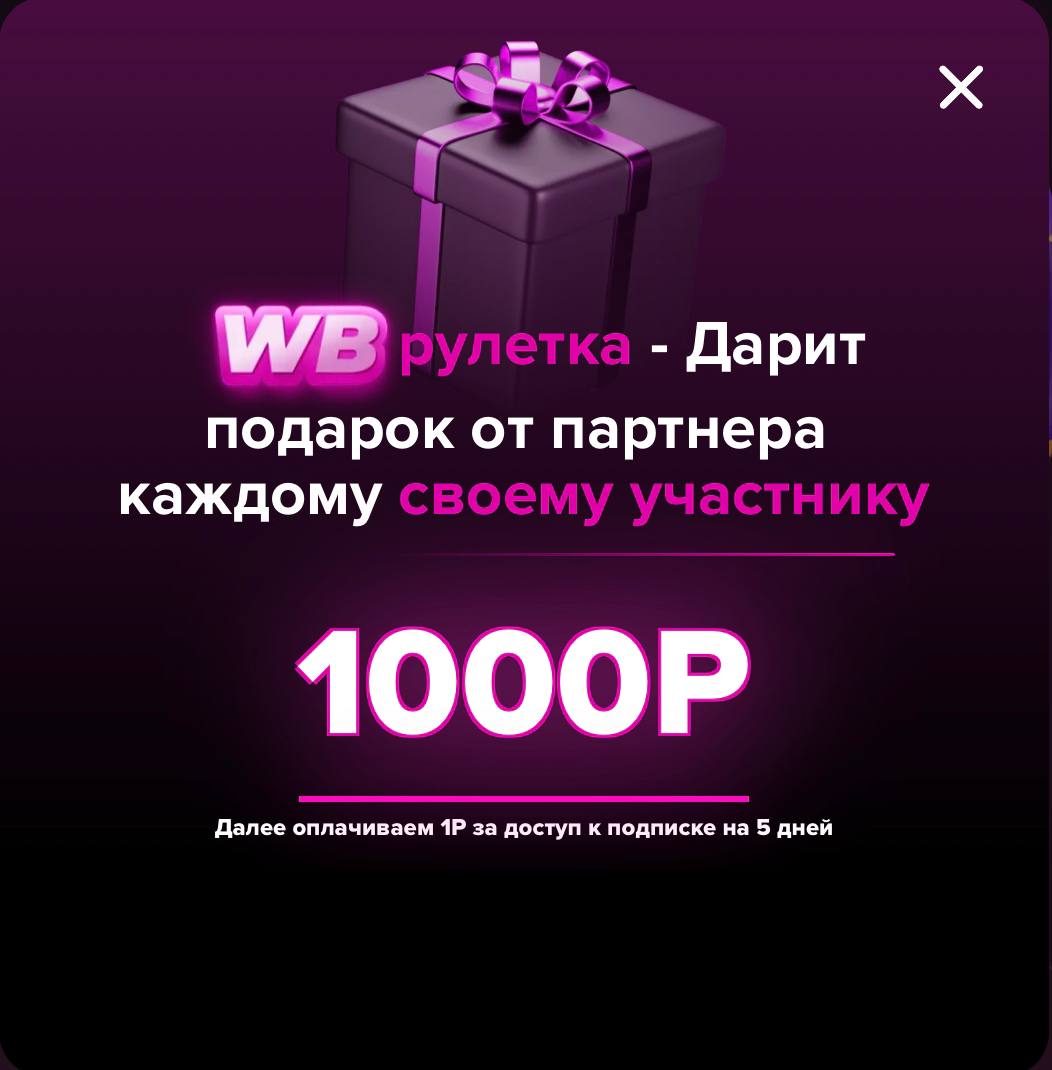 WB рулетка - Дарит
подарок от партнера
каждому своему участнику
1000Р
Далее оплачиваем 1Р за доступ к подписке на 5 дней